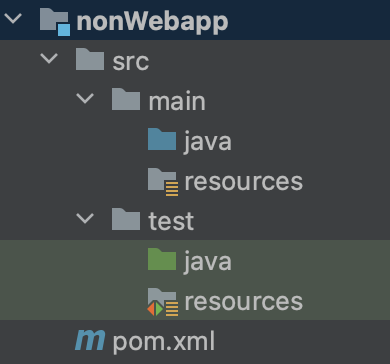 nonWebapp
src
main
java
resources
test
java
resources
m pom.xml